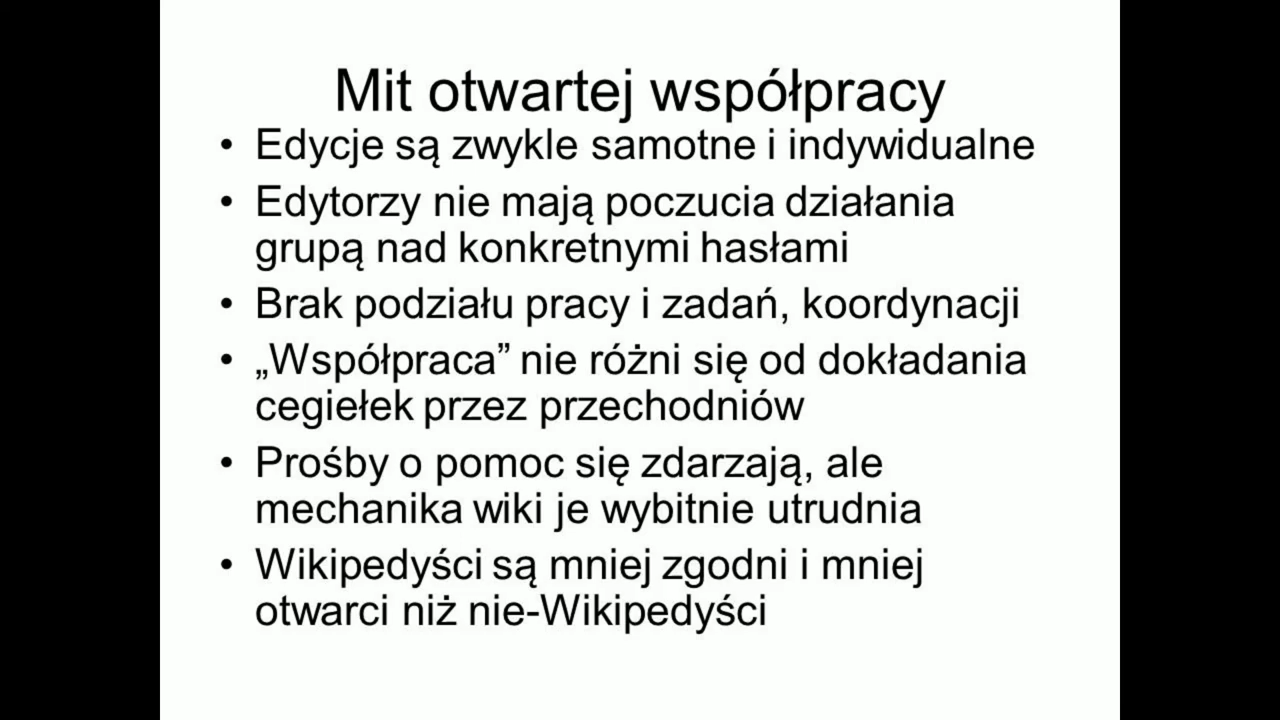 Mit otwartej współpracy
• Edycje są zwykle samotne i indywidualne
• Edytorzy nie mają poczucia działania
grupą nad konkretnymi hasłami
• Brak podziału pracy i zadań, koordynacji
• „Współpraca” nie różni się od dokładania
cegiełek przez przechodniów
• Prośby o pomoc się zdarzają, ale
mechanika wiki je wybitnie utrudnia
• Wikipedyści są mniej zgodni i mniej
otwarci niż nie-Wikipedyści